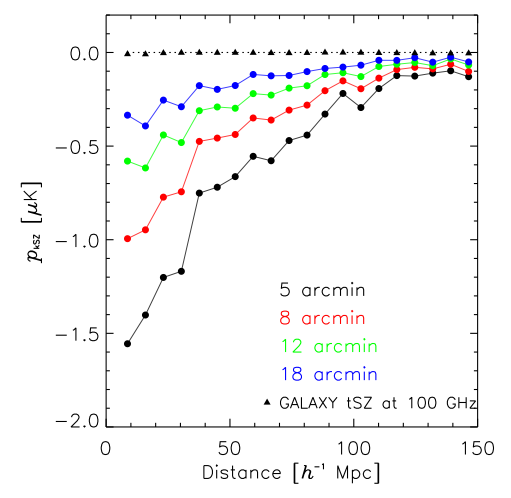 0.0
−0.5
−1.0
−1.5
−2.0
p_kSZ [μK]
5 arcmin
8 arcmin
12 arcmin
18 arcmin
▲ GALAXY tSZ at 100 GHz
0 50 100 150
Distance [h⁻¹ Mpc]